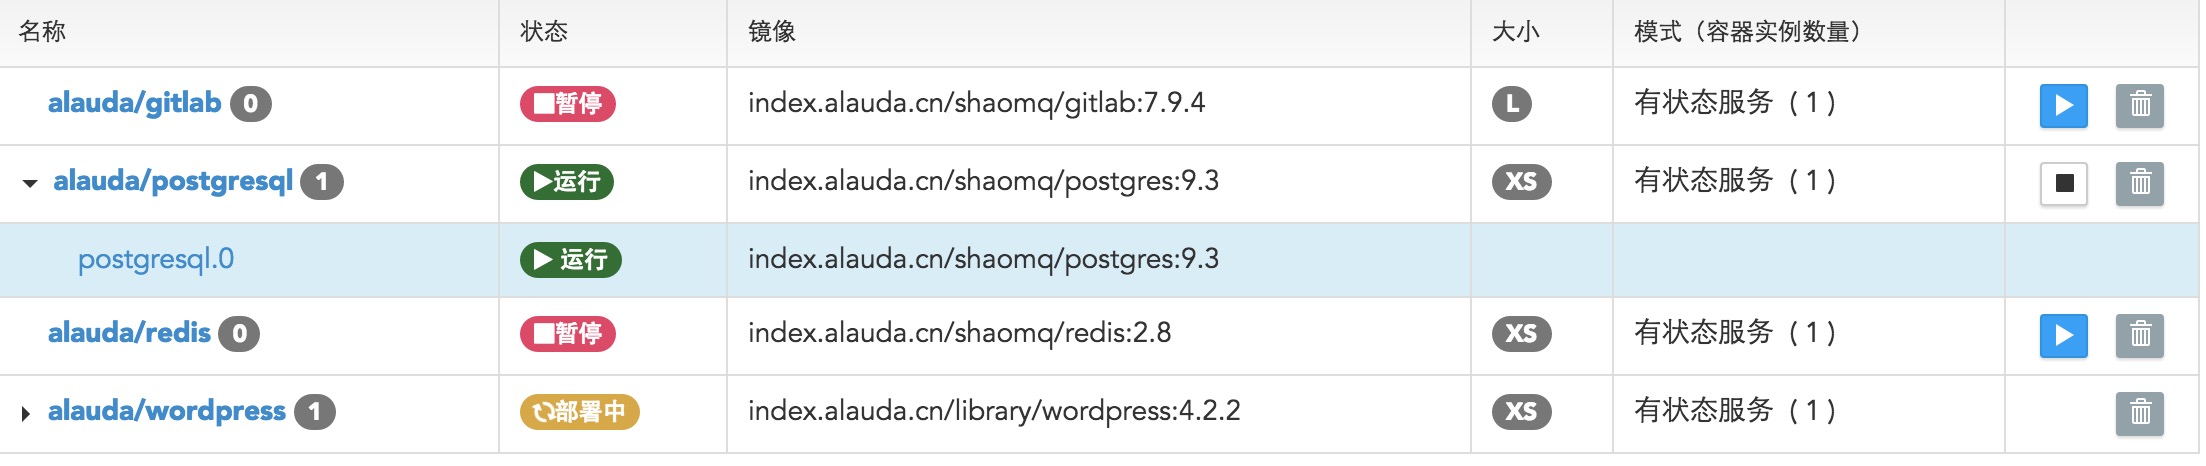 名称 状态 镜像 大小 模式（容器实例数量）
alauda/gitlab 0 暂停 index.alauda.cn/shaomq/gitlab:7.9.4 L 有状态服务（1）
alauda/postgresql 1 运行 index.alauda.cn/shaomq/postgres:9.3 XS 有状态服务（1）
postgresql.0 运行 index.alauda.cn/shaomq/postgres:9.3
alauda/redis 0 暂停 index.alauda.cn/shaomq/redis:2.8 XS 有状态服务（1）
alauda/wordpress 1 部署中 index.alauda.cn/library/wordpress:4.2.2 XS 有状态服务（1）